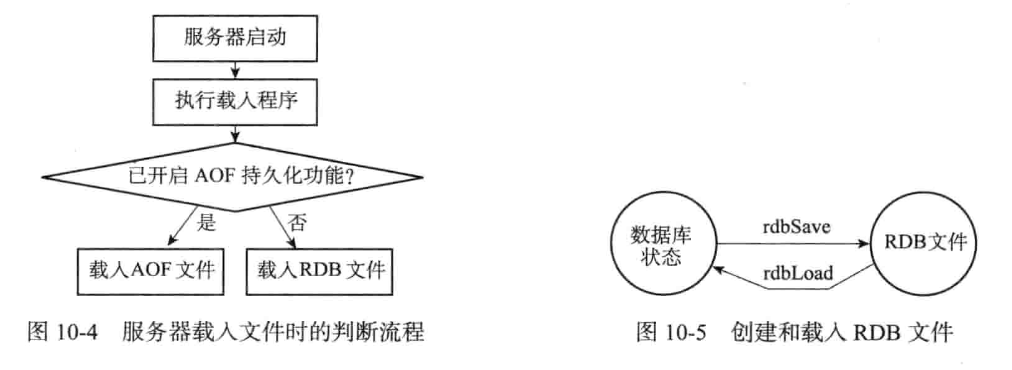 服务器启动
执行载入程序
已开启 AOF 持久化功能?
是
否
载入AOF 文件
载入RDB 文件
图 10-4 服务器载入文件时的判断流程
数据库
状态
rdbSave
RDB文件
rdbLoad
图 10-5 创建和载入 RDB 文件